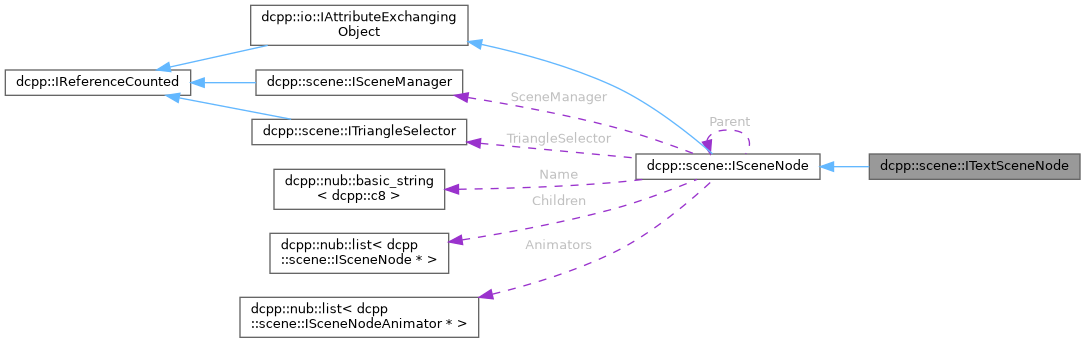 dcpp::io::IAttributeExchanging
Object
dcpp::IReferenceCounted
dcpp::scene::ISceneManager
SceneManager
Parent
dcpp::scene::ITriangleSelector
TriangleSelector
dcpp::scene::ISceneNode
dcpp::scene::ITextSceneNode
dcpp::nub::basic_string
< dcpp::c8 >
Name
Children
dcpp::nub::list< dcpp
::scene::ISceneNode * >
Animators
dcpp::nub::list< dcpp
::scene::ISceneNodeAnimator * >